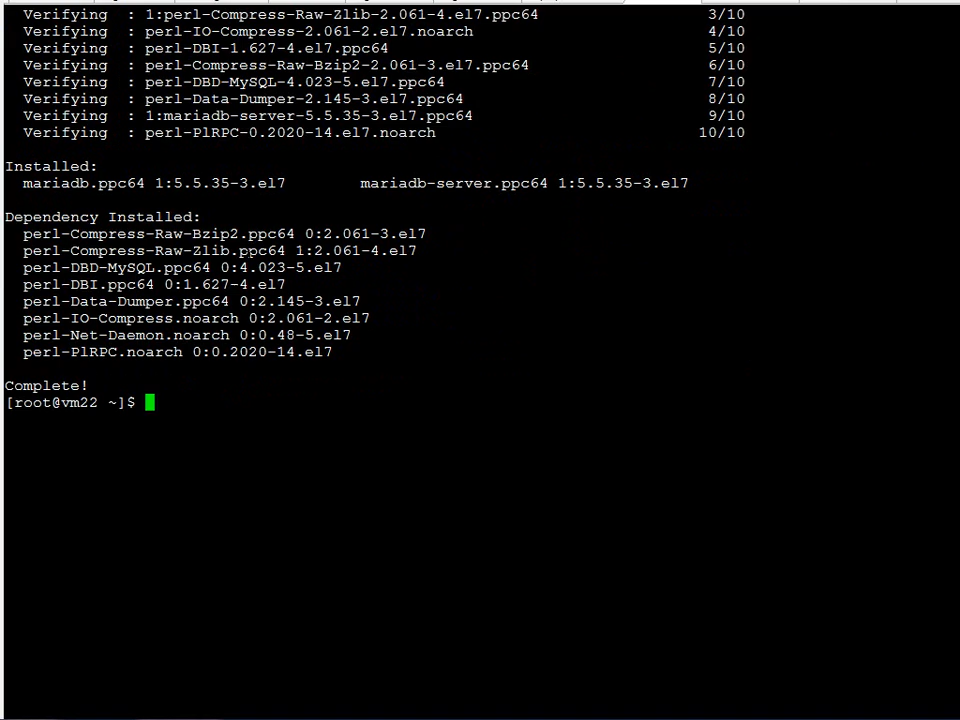 Verifying : 1:perl-Compress-Raw-Zlib-2.061-4.el7.ppc64 3/10
Verifying : perl-IO-Compress-2.061-2.el7.noarch 4/10
Verifying : perl-DBI-1.627-4.el7.ppc64 5/10
Verifying : perl-Compress-Raw-Bzip2-2.061-3.el7.ppc64 6/10
Verifying : perl-DBD-MySQL-4.023-5.el7.ppc64 7/10
Verifying : perl-Data-Dumper-2.145-3.el7.ppc64 8/10
Verifying : 1:mariadb-server-5.5.35-3.el7.ppc64 9/10
Verifying : perl-PlRPC-0.2020-14.el7.noarch 10/10
Installed:
mariadb.ppc64 1:5.5.35-3.el7 mariadb-server.ppc64 1:5.5.35-3.el7
Dependency Installed:
perl-Compress-Raw-Bzip2.ppc64 0:2.061-3.el7
perl-Compress-Raw-Zlib.ppc64 1:2.061-4.el7
perl-DBD-MySQL.ppc64 0:4.023-5.el7
perl-DBI.ppc64 0:1.627-4.el7
perl-Data-Dumper.ppc64 0:2.145-3.el7
perl-IO-Compress.noarch 0:2.061-2.el7
perl-Net-Daemon.noarch 0:0.48-5.el7
perl-PlRPC.noarch 0:0.2020-14.el7
Complete!
[root@vm22 ~]$